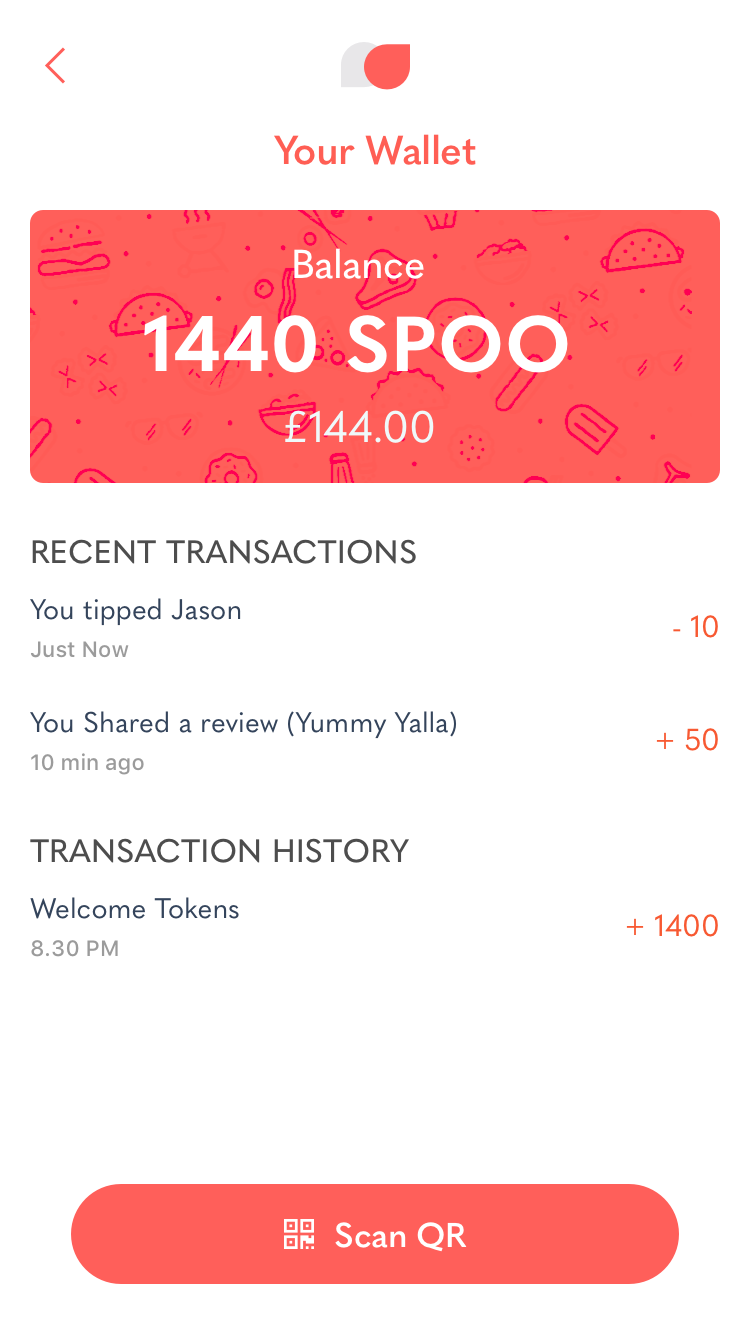 Your Wallet
Balance
1440 SPOO
£144.00
RECENT TRANSACTIONS
You tipped Jason
- 10
Just Now
You Shared a review (Yummy Yalla)
+ 50
10 min ago
TRANSACTION HISTORY
Welcome Tokens
+ 1400
8.30 PM
Scan QR